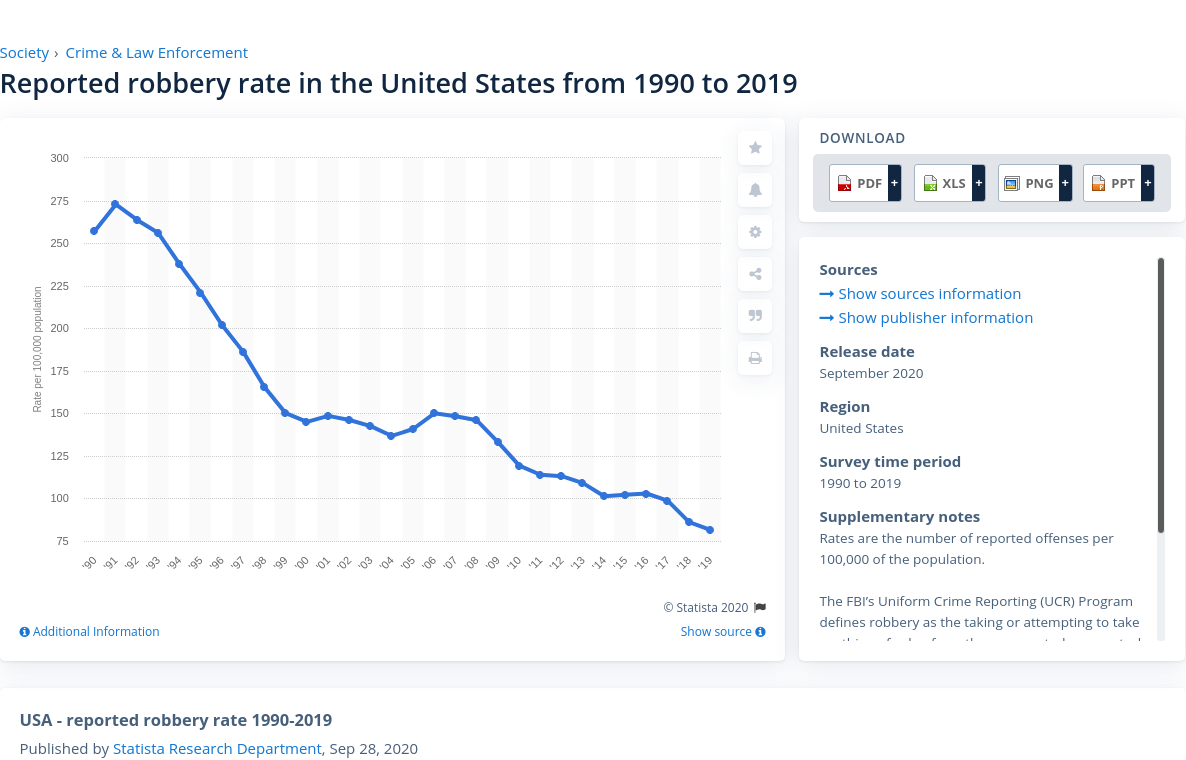 Society › Crime & Law Enforcement
Reported robbery rate in the United States from 1990 to 2019
300
275
250
225
200
175
150
125
100
75
Rate per 100,000 population
'90 '91 '92 '93 '94 '95 '96 '97 '98 '99 '00 '01 '02 '03 '04 '05 '06 '07 '08 '09 '10 '11 '12 '13 '14 '15 '16 '17 '18 '19
© Statista 2020
Additional Information
Show source
DOWNLOAD
PDF + XLS + PNG + PPT +
Sources
Show sources information
Show publisher information
Release date
September 2020
Region
United States
Survey time period
1990 to 2019
Supplementary notes
Rates are the number of reported offenses per
100,000 of the population.
The FBI’s Uniform Crime Reporting (UCR) Program
defines robbery as the taking or attempting to take
USA - reported robbery rate 1990-2019
Published by Statista Research Department, Sep 28, 2020